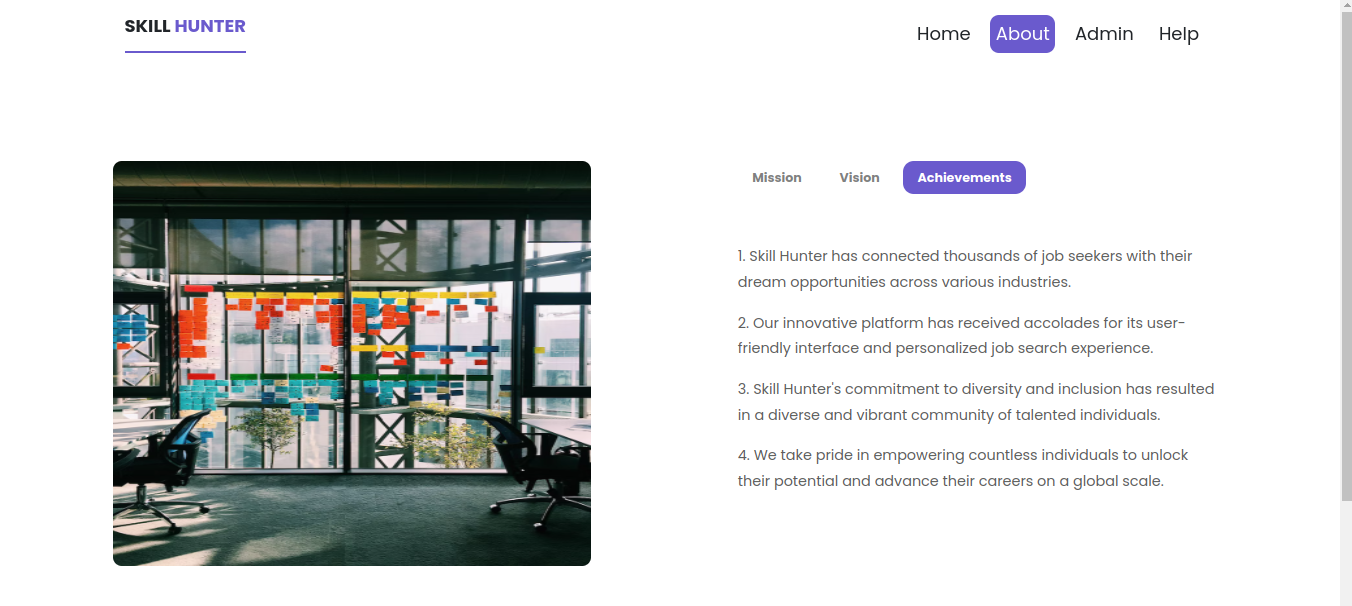 SKILL HUNTER
Home About Admin Help
Mission Vision Achievements
1. Skill Hunter has connected thousands of job seekers with their
dream opportunities across various industries.
2. Our innovative platform has received accolades for its user-
friendly interface and personalized job search experience.
3. Skill Hunter's commitment to diversity and inclusion has resulted
in a diverse and vibrant community of talented individuals.
4. We take pride in empowering countless individuals to unlock
their potential and advance their careers on a global scale.